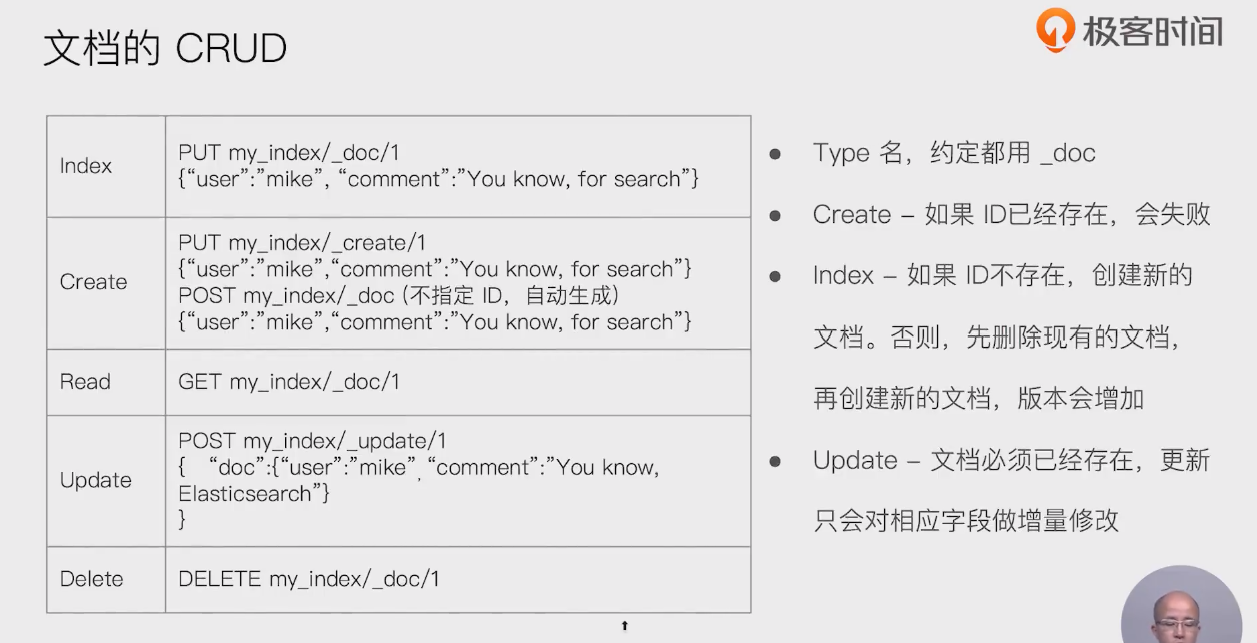 文档的 CRUD
极客时间
Index
PUT my_index/_doc/1
{“user”:”mike”, “comment”:”You know, for search”}
Create
PUT my_index/_create/1
{“user”:”mike”,“comment”:”You know, for search”}
POST my_index/_doc (不指定 ID，自动生成)
{“user”:”mike”,“comment”:”You know, for search”}
Read
GET my_index/_doc/1
Update
POST my_index/_update/1
{ “doc”:{“user”:”mike”, “comment”:”You know,
Elasticsearch”}
}
Delete
DELETE my_index/_doc/1
● Type 名，约定都用 _doc
● Create – 如果 ID已经存在，会失败
● Index – 如果 ID不存在，创建新的
文档。否则，先删除现有的文档，
再创建新的文档，版本会增加
● Update – 文档必须已经存在，更新
只会对相应字段做增量修改